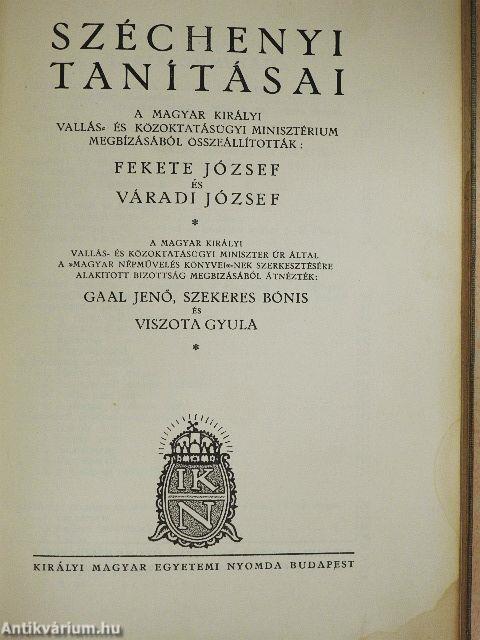 SZÉCHENYI
TANÍTÁSAI
A MAGYAR KIRÁLYI
VALLÁS- ÉS KÖZOKTATÁSÜGYI MINISZTÉRIUM
MEGBÍZÁSÁBÓL ÖSSZEÁLLÍTOTTÁK:
FEKETE JÓZSEF
ÉS
VÁRADI JÓZSEF
*
A MAGYAR KIRÁLYI
VALLÁS- ÉS KÖZOKTATÁSÜGYI MINISZTER ÚR ÁLTAL
A »MAGYAR NÉPMŰVELÉS KÖNYVEI«-NEK SZERKESZTÉSÉRE
ALAKÍTOTT BIZOTTSÁG MEGBÍZÁSÁBÓL ÁTNÉZTÉK:
GAAL JENŐ, SZEKERES BÓNIS
ÉS
VISZOTA GYULA
*
IK
N
KIRÁLYI MAGYAR EGYETEMI NYOMDA BUDAPEST
Antikvárium.hu